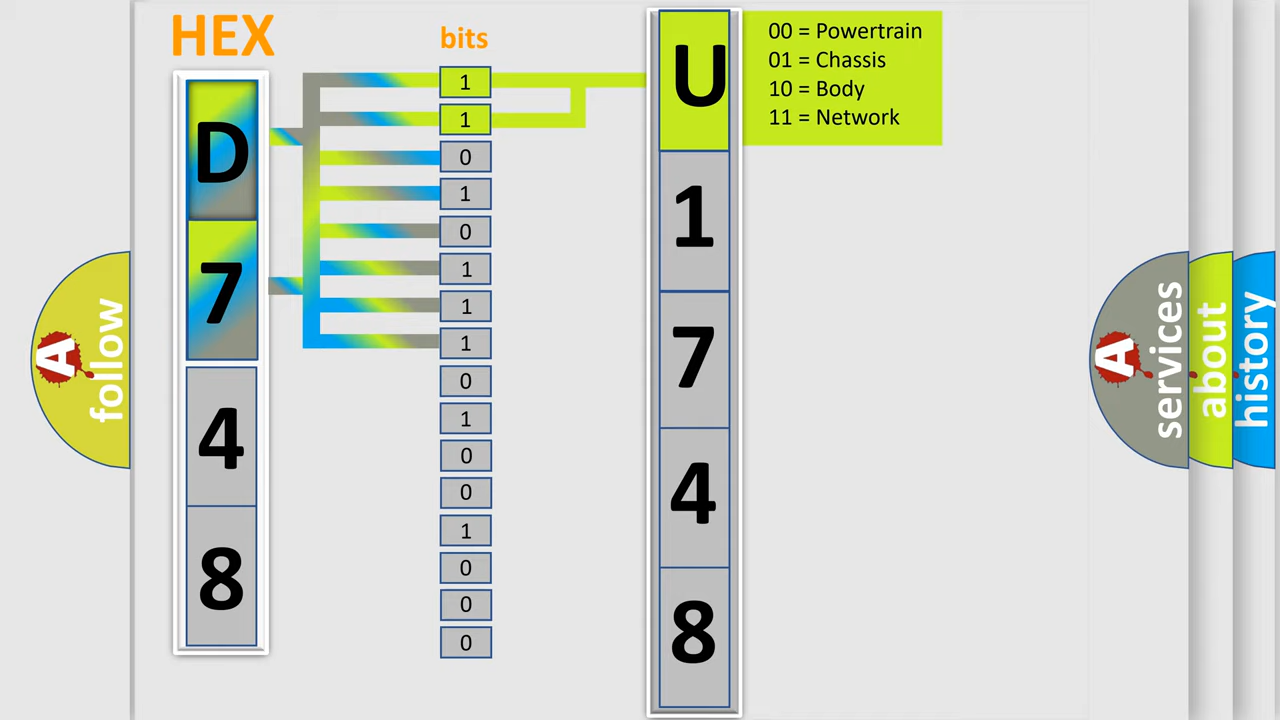 HEX
bits
D
7
4
8
1
1
0
1
0
1
1
1
0
1
0
0
1
0
0
0
U
1
7
4
8
00 = Powertrain
01 = Chassis
10 = Body
11 = Network
A
follow
A
services
about
history